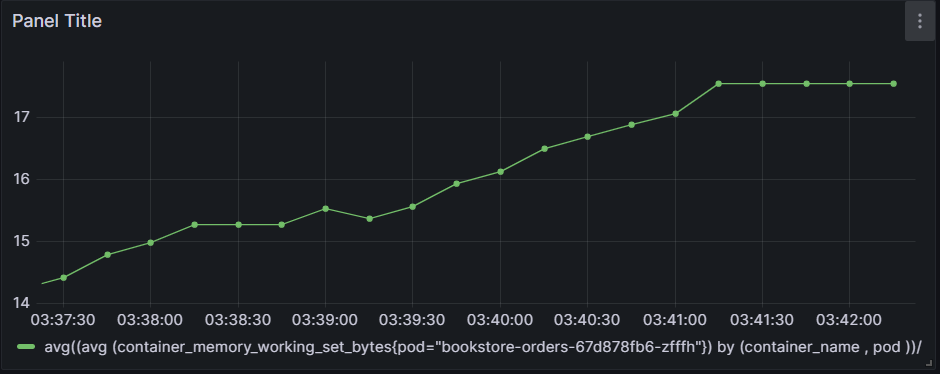 Panel Title
17
16
15
14
03:37:30 03:38:00 03:38:30 03:39:00 03:39:30 03:40:00 03:40:30 03:41:00 03:41:30 03:42:00
avg((avg (container_memory_working_set_bytes{pod="bookstore-orders-67d878fb6-zfffh"}) by (container_name , pod ))/